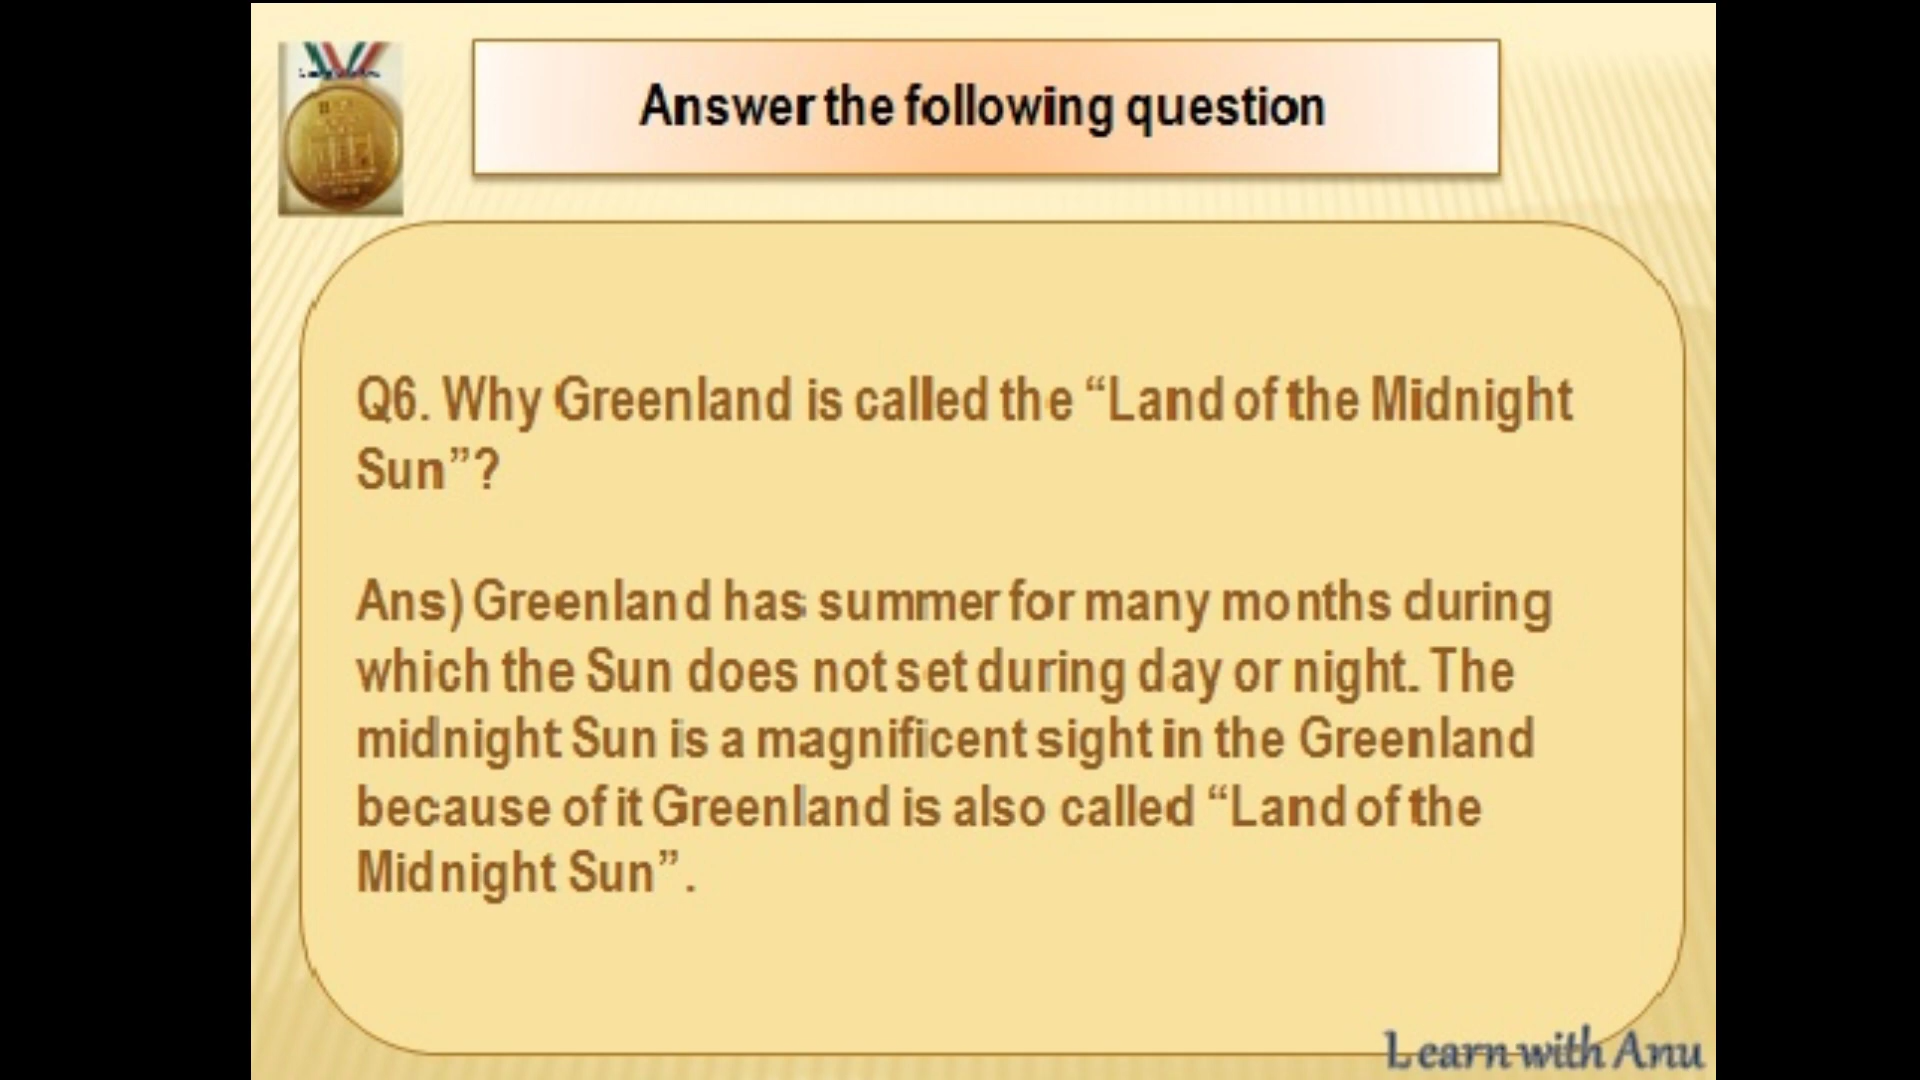 Answer the following question
Q6. Why Greenland is called the “Land of the Midnight
Sun”?
Ans) Greenland has summer for many months during
which the Sun does not set during day or night. The
midnight Sun is a magnificent sight in the Greenland
because of it Greenland is also called “Land of the
Midnight Sun”.
Learn with Anu